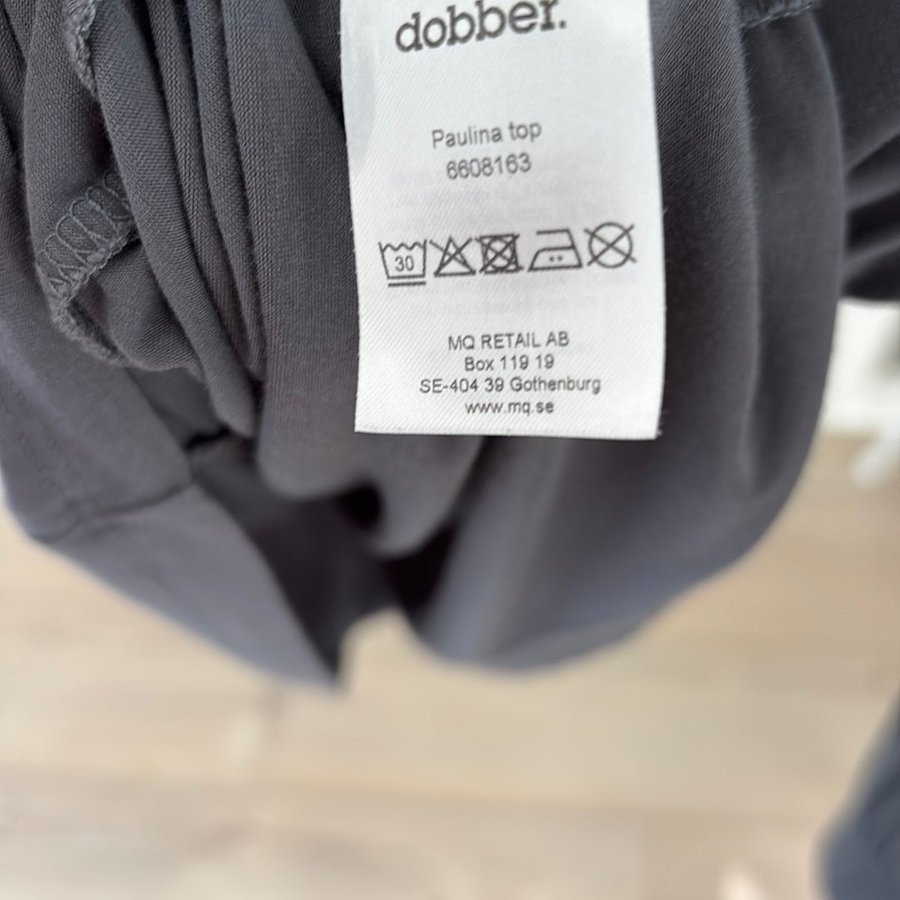 dobber.
Paulina top
6608163
30
MQ RETAIL AB
Box 119 19
SE-404 39 Gothenburg
www.mq.se